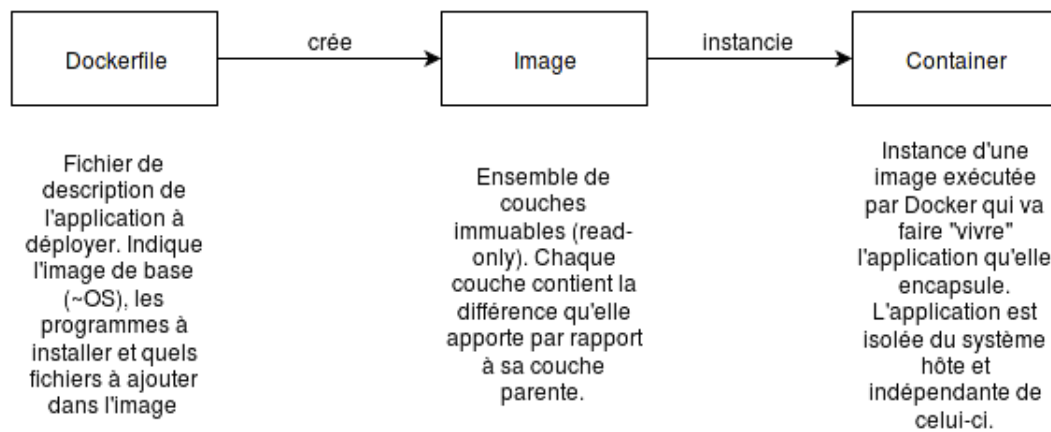 Dockerfile
crée
Image
instancie
Container
Fichier de
description de
l'application à
déployer. Indique
l'image de base
(~OS), les
programmes à
installer et quels
fichiers à ajouter
dans l'image
Ensemble de
couches
immuables (read-
only). Chaque
couche contient la
différence qu'elle
apporte par rapport
à sa couche
parente.
Instance d'une
image exécutée
par Docker qui va
faire "vivre"
l'application qu'elle
encapsule.
L'application est
isolée du système
hôte et
indépendante de
celui-ci.